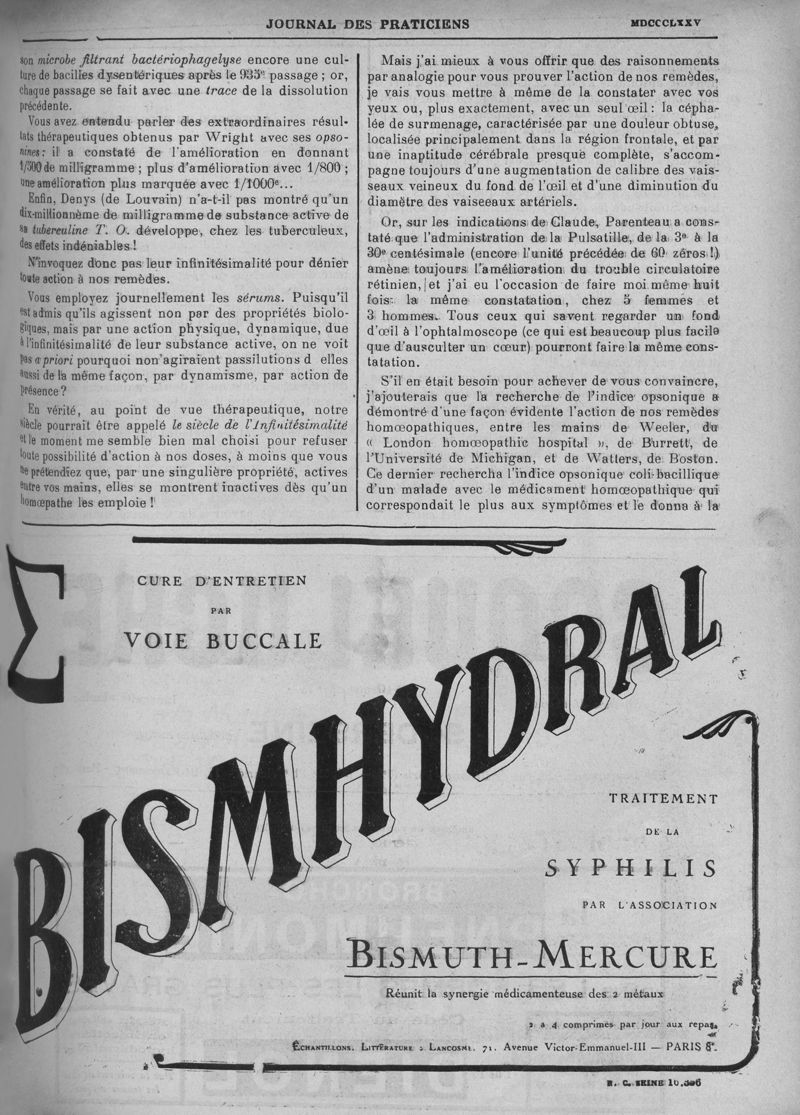 JOURNAL DES PRATICIENS
MDCCCLXXV
son microbe filtrant bactériophagelyse encore une cul-
ture de bacilles dysentériques après le 935e passage ; or,
chaque passage se fait avec une trace de la dissolution
précédente.
Vous avez entendu parler des extraordinaires résul-
tats thérapeutiques obtenus par Wright avec ses opso-
nines : il a constaté de l'amélioration en donnant
1/500 de milligramme ; plus d'amélioration avec 1/800 ;
une amélioration plus marquée avec 1/1000e...
Enfin, Denys (de Louvain) n'a-t-il pas montré qu'un
dix-millionnème de milligramme de substance active de
sa tuberculine T. O. développe, chez les tuberculeux,
des effets indéniables !
N'invoquez donc pas leur infinitésimalité pour dénier
toute action à nos remèdes.
Vous employez journellement les sérums. Puisqu'il
est admis qu'ils agissent non par des propriétés biolo-
giques, mais par une action physique, dynamique, due
à l'infinitésimalité de leur substance active, on ne voit
pas a priori pourquoi non'agiraient passilutions d elles
aussi de la même façon, par dynamisme, par action de
présence ?
En vérité, au point de vue thérapeutique, notre
siècle pourrait être appelé le siècle de l'Infinitésimalité
et le moment me semble bien mal choisi pour refuser
toute possibilité d'action à nos doses, à moins que vous
ne prétendiez que, par une singulière propriété, actives
entre vos mains, elles se montrent inactives dès qu'un
homœpathe les emploie !
Mais j'ai mieux à vous offrir que des raisonnements
par analogie pour vous prouver l'action de nos remèdes,
je vais vous mettre à même de la constater avec vos
yeux ou, plus exactement, avec un seul œil : la cépha-
lée de surmenage, caractérisée par une douleur obtuse,
localisée principalement dans la région frontale, et par
une inaptitude cérébrale presque complète, s'accom-
pagne toujours d'une augmentation de calibre des vais-
seaux veineux du fond de l'œil et d'une diminution du
diamètre des vaiseeaux artériels.
Or, sur les indications de Claude, Parenteau a cons-
taté que l'administration de la Pulsatille, de la 3e à la
30e centésimale (encore l'unité précédée de 60 zéros !)
amène toujours l'amélioration du trouble circulatoire
rétinien, et j'ai eu l'occasion de faire moi même huit
fois la même constatation, chez 5 femmes et
3 hommes. Tous ceux qui savent regarder un fond
d'œil à l'ophtalmoscope (ce qui est beaucoup plus facile
que d'ausculter un cœur) pourront faire la même cons-
tatation.
S'il en était besoin pour achever de vous convaincre,
j'ajouterais que la recherche de l'indice opsonique a
démontré d'une façon évidente l'action de nos remèdes
homœopathiques, entre les mains de Weeler, du
« London homœopathic hospital », de Burrett, de
l'Université de Michigan, et de Watters, de Boston.
Ce dernier rechercha l'indice opsonique coli-bacillique
d'un malade avec le médicament homœopathique qui
correspondait le plus aux symptômes et le donna à la
Σ
CURE D'ENTRETIEN
PAR
VOIE BUCCALE
BISMHYDRAL
TRAITEMENT
DE LA
SYPHILIS
PAR L'ASSOCIATION
BISMUTH-MERCURE
Réunit la synergie médicamenteuse des 2 métaux
2 à 4 comprimés par jour aux repas
ÉCHANTILLONS, LITTÉRATURE : LANCOSME, 71, Avenue Victor-Emmanuel-III — PARIS 8e.
R. C. SEINE